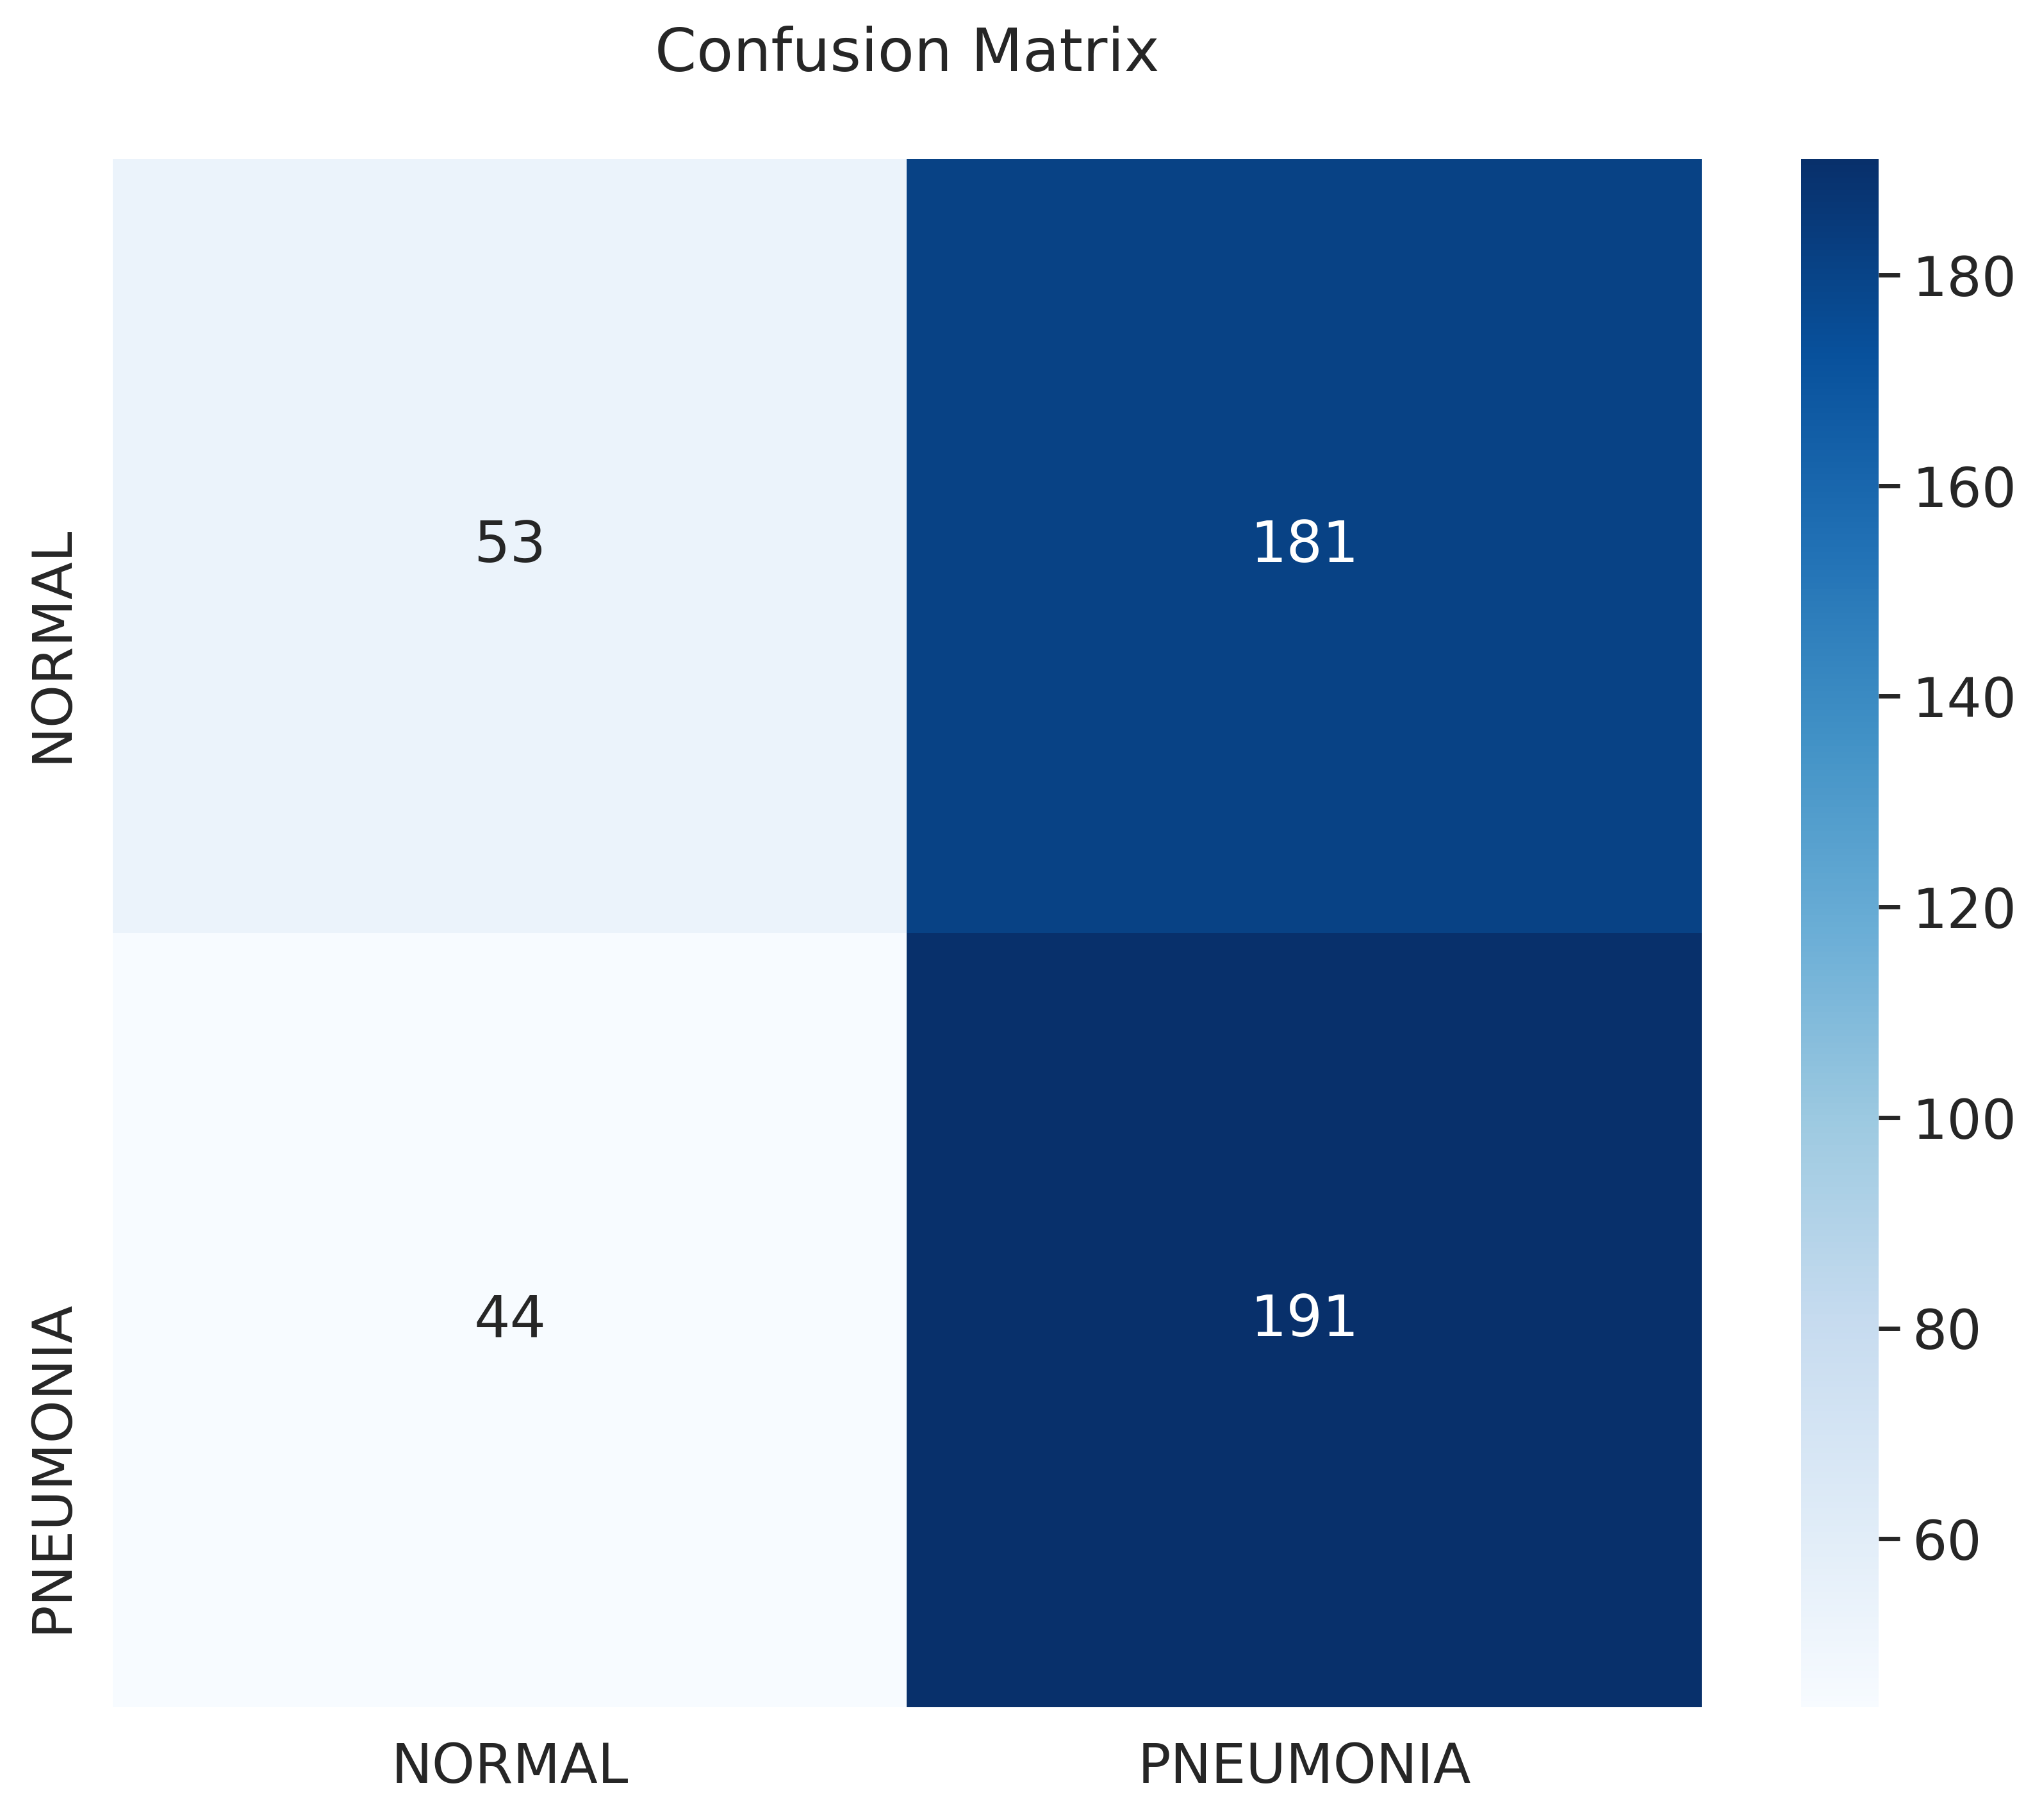 Confusion Matrix
NORMAL
53
181
PNEUMONIA
44
191
NORMAL
PNEUMONIA
180
160
140
120
100
80
60